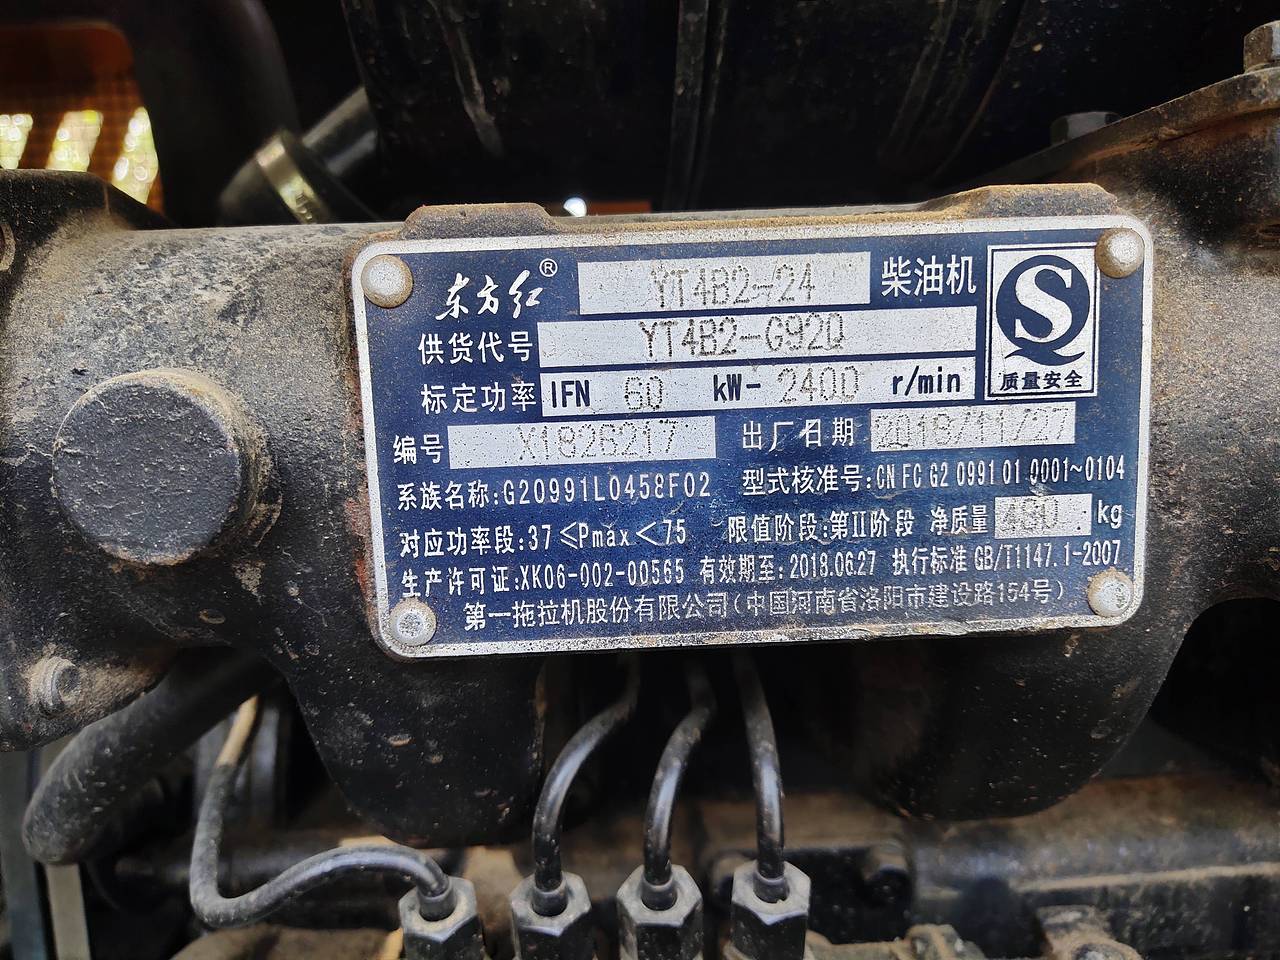 东方红® YT4B2-24 柴油机
供货代号 YT4B2-G92D
标定功率 IFN 60 kW- 2400 r/min
质量安全
编号 X1826217 出厂日期 2018/11/27
系族名称:G20991L0458F02 型式核准号:CN FC G2 0991 01 0001~0104
对应功率段:37≤Pmax<75 限值阶段:第II阶段 净质量 480 kg
生产许可证:XK06-002-00565 有效期至:2018.06.27 执行标准 GB/T1147.1-2007
第一拖拉机股份有限公司(中国河南省洛阳市建设路154号)